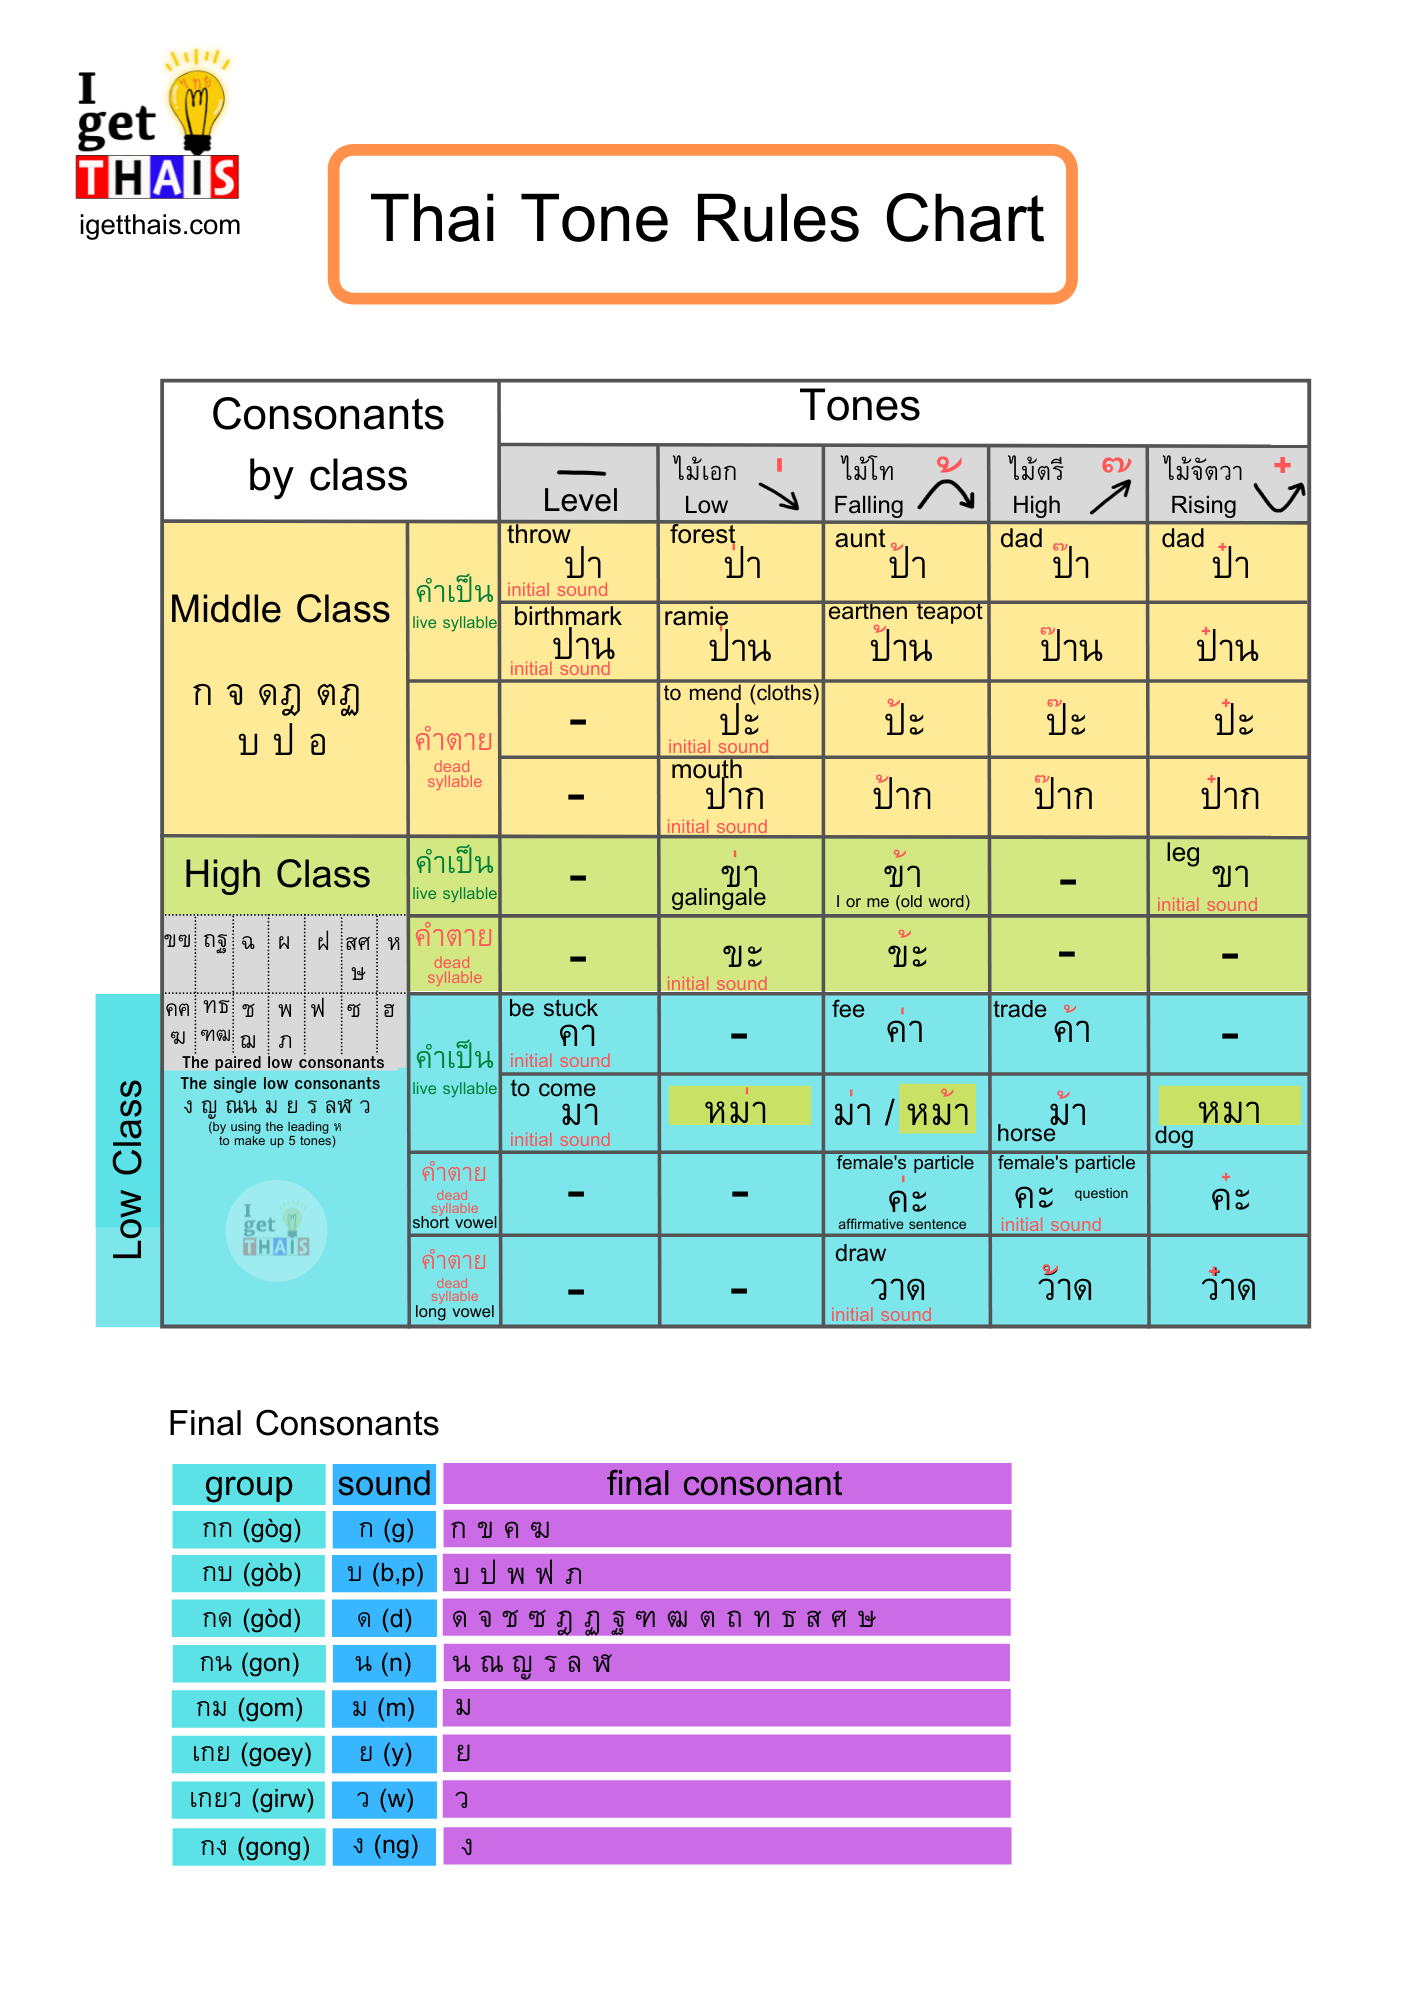 I
get
THAIS
igetthais.com
Thai Tone Rules Chart
Consonants
by class
Tones
Level
ไม้เอก ่
Low
ไม้โท ้
Falling
ไม้ตรี ๊
High
ไม้จัตวา ๋
Rising
Middle Class
ก จ ดฎ ตฏ
บ ป อ
คำเป็น
live syllable
throw
ปา
initial sound
forest
ป่า
aunt
ป้า
dad
ป๊า
dad
ป๋า
birthmark
ปาน
initial sound
ramie
ป่าน
earthen teapot
ป้าน
ป๊าน
ป๋าน
คำตาย
dead
syllable
-
to mend (cloths)
ปะ
initial sound
ป้ะ
ป๊ะ
ป๋ะ
-
mouth
ปาก
initial sound
ป้าก
ป๊าก
ป๋าก
High Class
คำเป็น
live syllable
-
ข่า
galingale
ข้า
I or me (old word)
-
leg
ขา
initial sound
ขฃ ถฐ ฉ ผ ฝ สศ ห
ษ
คำตาย
dead
syllable
-
ขะ
initial sound
ข้ะ
-
-
Low Class
คฅ ทธ ช พ ฟ ซ ฮ
ฆ ฑฒ ฌ ภ
The paired low consonants
The single low consonants
ง ญ ณน ม ย ร ลฬ ว
(by using the leading ห
to make up 5 tones)
I
get
THAIS
คำเป็น
live syllable
be stuck
คา
initial sound
-
fee
ค่า
trade
ค้า
-
to come
มา
initial sound
หม่า
ม่า / หม้า
ม้า
horse
หมา
dog
คำตาย
dead
syllable
short vowel
-
-
female's particle
ค่ะ
affirmative sentence
female's particle
คะ question
initial sound
ค๋ะ
คำตาย
dead
syllable
long vowel
-
-
draw
วาด
initial sound
ว้าด
ว๋าด
Final Consonants
group sound final consonant
กก (gòg) ก (g) ก ข ค ฆ
กบ (gòb) บ (b,p) บ ป พ ฟ ภ
กด (gòd) ด (d) ด จ ช ซ ฎ ฏ ฐ ฑ ฒ ต ถ ท ธ ส ศ ษ
กน (gon) น (n) น ณ ญ ร ล ฬ
กม (gom) ม (m) ม
เกย (goey) ย (y) ย
เกยว (girw) ว (w) ว
กง (gong) ง (ng) ง